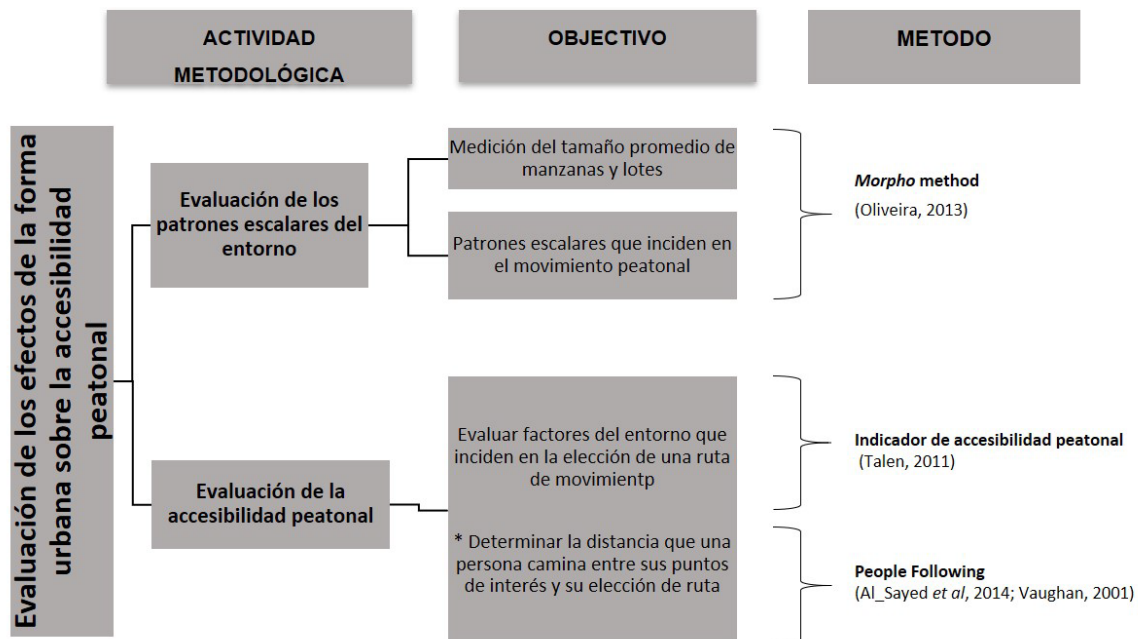 ACTIVIDAD
METODOLÓGICA
OBJECTIVO
METODO
Evaluación de los efectos de la forma
urbana sobre la accesibilidad
peatonal
Evaluación de los
patrones escalares del
entorno
Medición del tamaño promedio de
manzanas y lotes
Patrones escalares que inciden en
el movimiento peatonal
Morpho method
(Oliveira, 2013)
Evaluación de la
accesibilidad peatonal
Evaluar factores del entorno que
inciden en la elección de una ruta
de movimientp
* Determinar la distancia que una
persona camina entre sus puntos
de interés y su elección de ruta
Indicador de accesibilidad peatonal
(Talen, 2011)
People Following
(Al_Sayed et al, 2014; Vaughan, 2001)